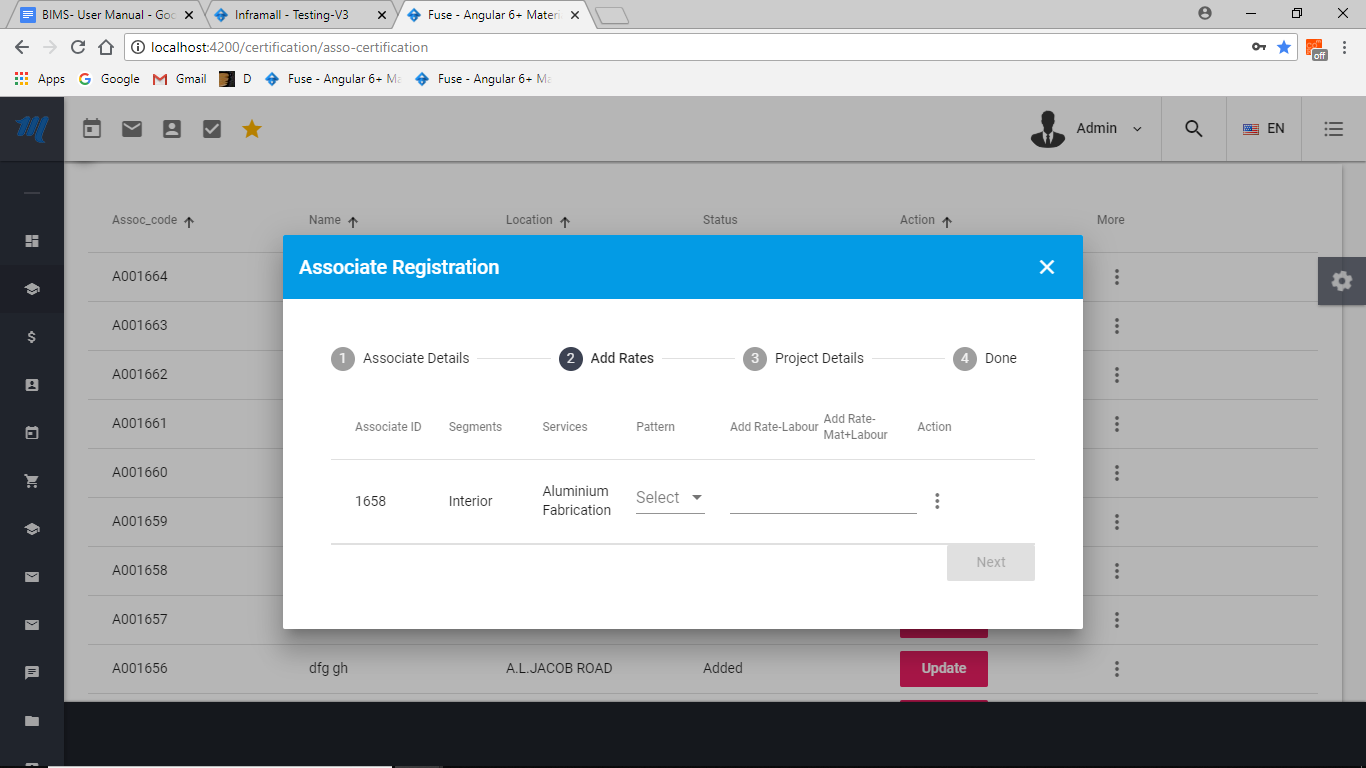 BIMS- User Manual - Goo
Inframall - Testing-V3
Fuse - Angular 6+ Materi
localhost:4200/certification/asso-certification
off
Apps
Google
Gmail
D
Fuse - Angular 6+ Ma
Fuse - Angular 6+ Ma
Admin
EN
Assoc_code Name Location Status Action More
Associate Registration
A001664
A001663
A001662
A001661
A001660
A001659
A001658
A001657
1 Associate Details 2 Add Rates 3 Project Details 4 Done
Associate ID Segments Services Pattern Add Rate-Labour Add Rate-
Mat+Labour Action
1658 Interior Aluminium
Fabrication Select
Next
A001656 dfg gh A.L.JACOB ROAD Added Update